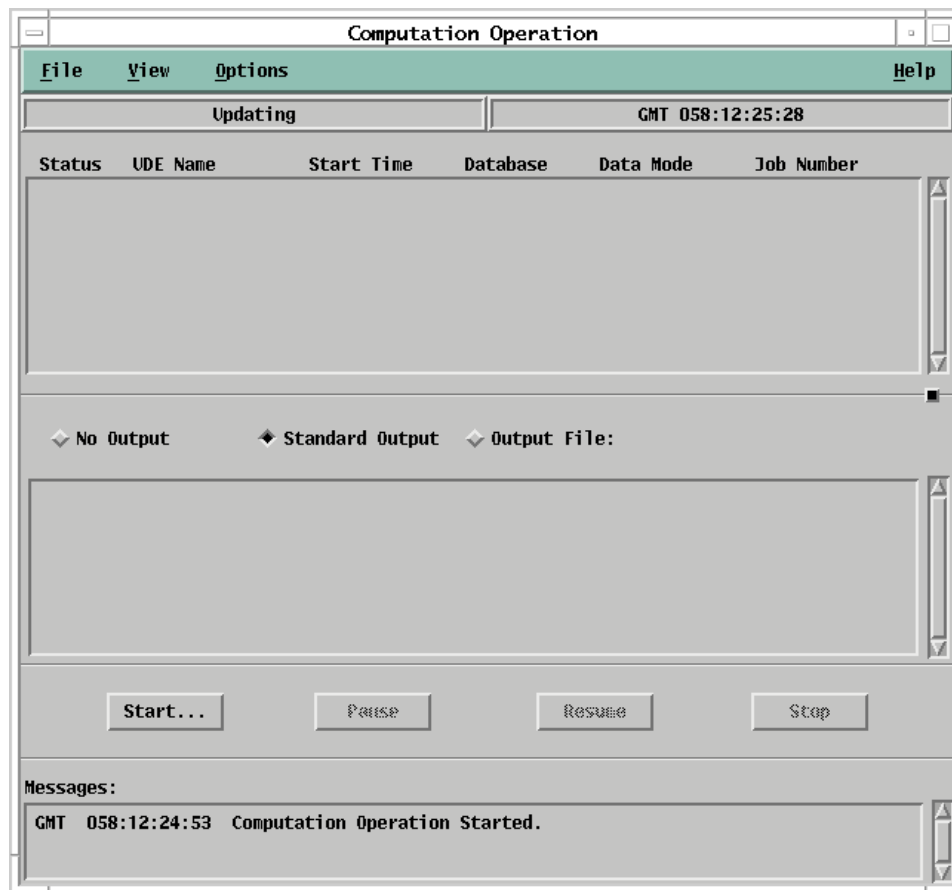 Computation Operation
File View Options Help
Updating GMT 058:12:25:28
Status UDE Name Start Time Database Data Mode Job Number
No Output Standard Output Output File:
Start... Pause Resume Stop
Messages:
GMT 058:12:24:53 Computation Operation Started.